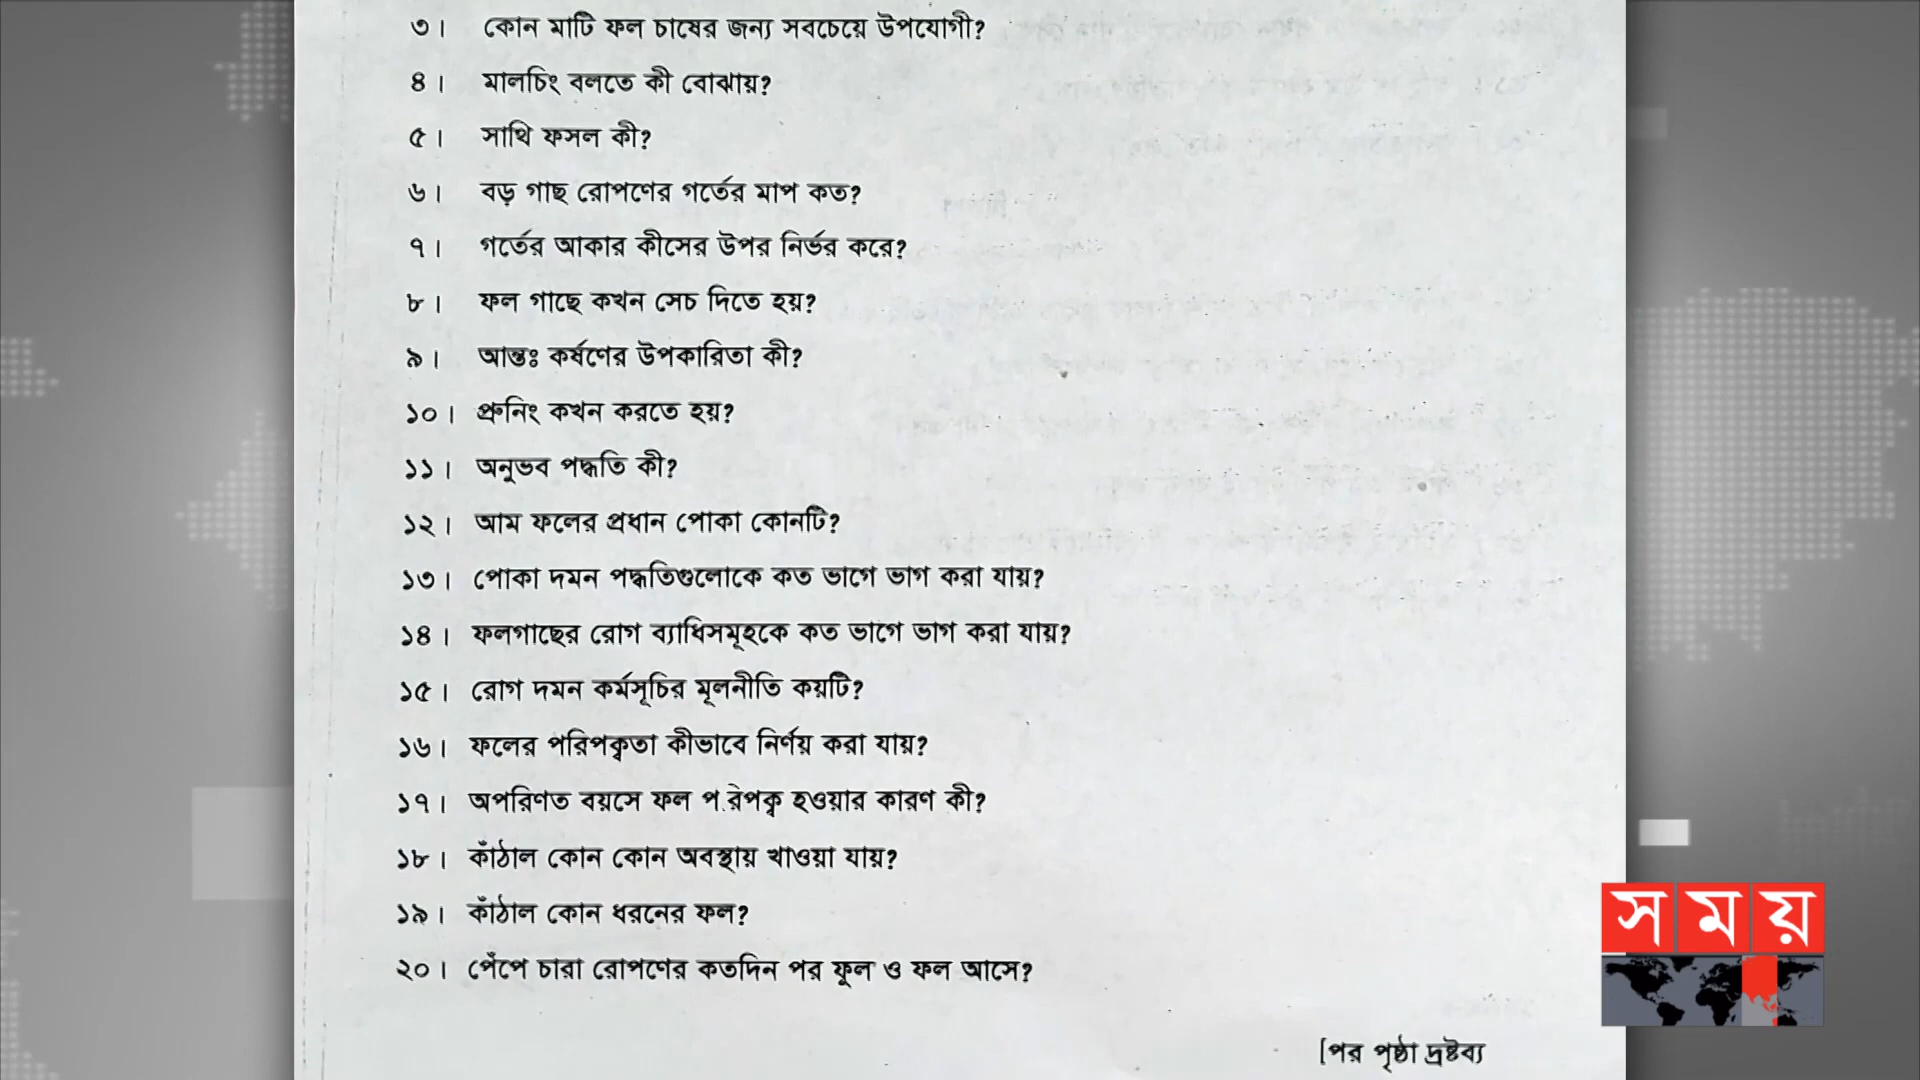 ৩। কোন মাটি ফল চাষের জন্য সবচেয়ে উপযোগী?
৪। মালচিং বলতে কী বোঝায়?
৫। সাথি ফসল কী?
৬। বড় গাছ রোপণের গর্তের মাপ কত?
৭। গর্তের আকার কীসের উপর নির্ভর করে?
৮। ফল গাছে কখন সেচ দিতে হয়?
৯। আন্তঃ কর্ষণের উপকারিতা কী?
১০। প্রুনিং কখন করতে হয়?
১১। অনুভব পদ্ধতি কী?
১২। আম ফলের প্রধান পোকা কোনটি?
১৩। পোকা দমন পদ্ধতিগুলোকে কত ভাগে ভাগ করা যায়?
১৪। ফলগাছের রোগ ব্যাধিসমূহকে কত ভাগে ভাগ করা যায়?
১৫। রোগ দমন কর্মসূচির মূলনীতি কয়টি?
১৬। ফলের পরিপক্বতা কীভাবে নির্ণয় করা যায়?
১৭। অপরিণত বয়সে ফল পরিপক্ব হওয়ার কারণ কী?
১৮। কাঁঠাল কোন কোন অবস্থায় খাওয়া যায়?
১৯। কাঁঠাল কোন ধরনের ফল?
২০। পেঁপে চারা রোপণের কতদিন পর ফুল ও ফল আসে?
সময়
[পর পৃষ্ঠা দ্রষ্টব্য